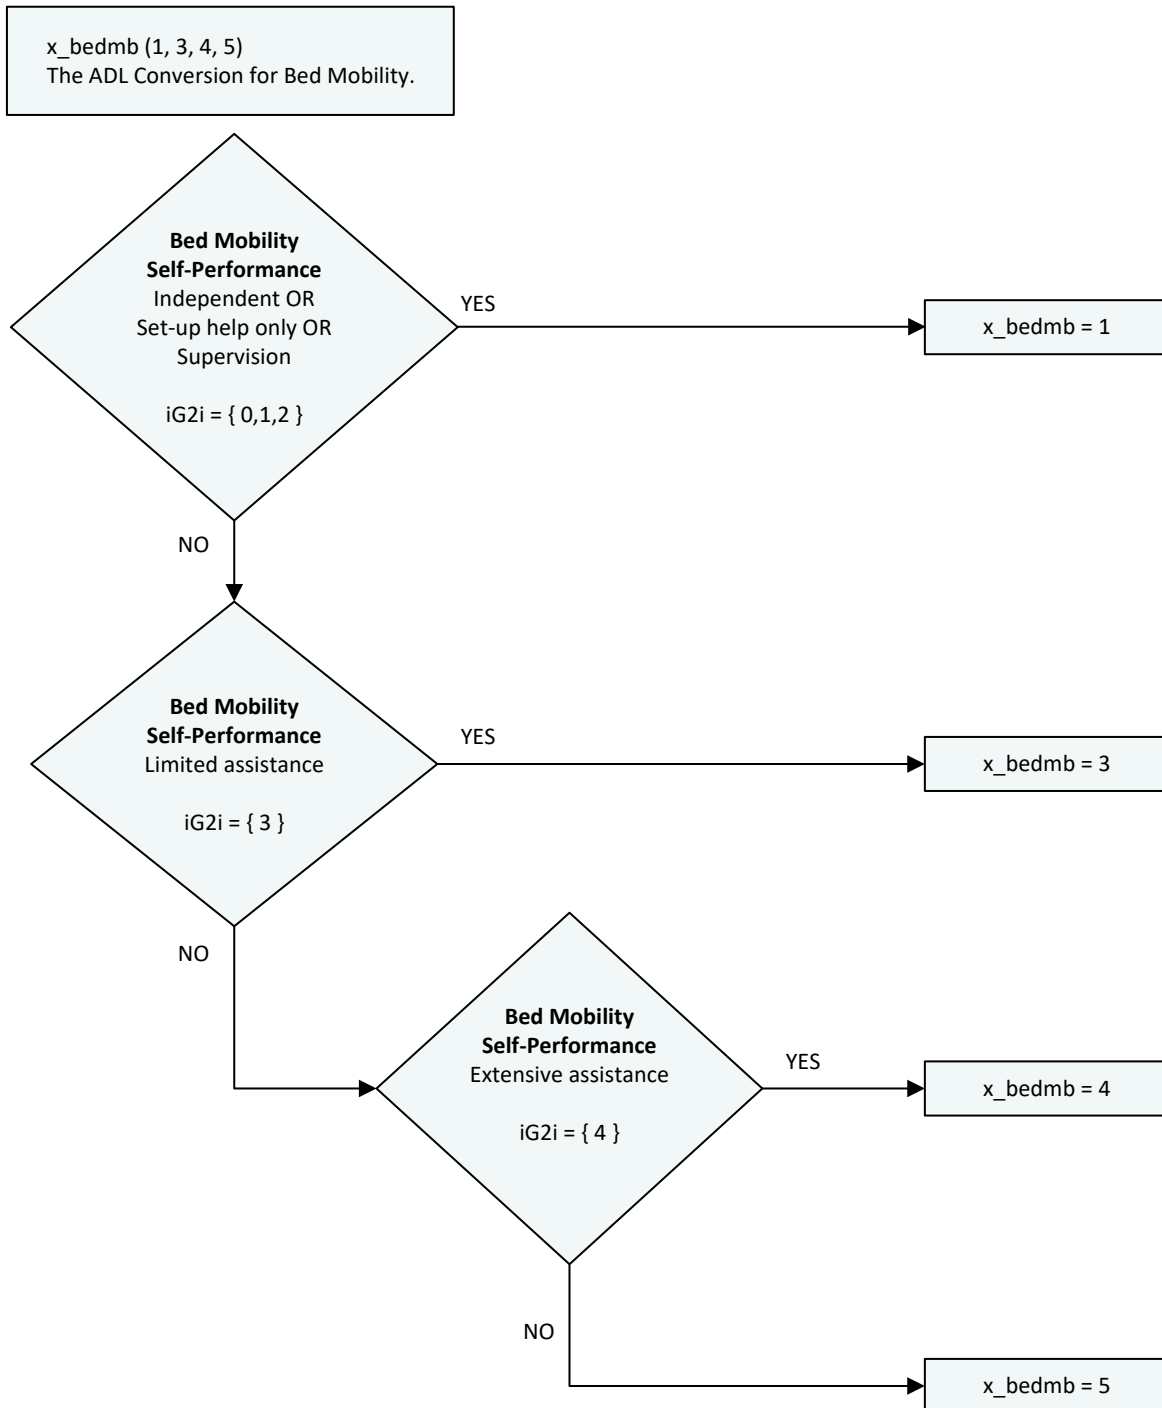 x_bedmb (1, 3, 4, 5)
The ADL Conversion for Bed Mobility.
Bed Mobility
Self-Performance
Independent OR
Set-up help only OR
Supervision
iG2i = { 0,1,2 }
YES
x_bedmb = 1
NO
Bed Mobility
Self-Performance
Limited assistance
iG2i = { 3 }
YES
x_bedmb = 3
NO
Bed Mobility
Self-Performance
Extensive assistance
iG2i = { 4 }
YES
x_bedmb = 4
NO
x_bedmb = 5